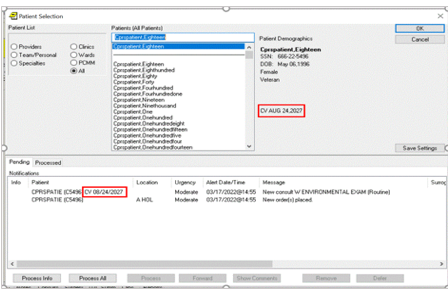 Patient Selection
Patient List
Providers
Team/Personal
Specialties
Clinics
Wards
PCMM
All
Patients (All Patients)
Cprspatient,Eighteen
Cprspatient,Eighteen
Cprspatient,Eighteen
Cprspatient,Eighthundred
Cprspatient,Eighty
Cprspatient,Forty
Cprspatient,Fourhundred
Cprspatient,Fourhundredone
Cprspatient,Nineteen
Cprspatient,Ninethousand
Cprspatient,One
Cprspatient,Onehundred
Cprspatient,Onehundredeight
Cprspatient,Onehundredfifteen
Cprspatient,Onehundredfive
Cprspatient,Onehundredfour
Cprspatient,Onehundredfourteen
Patient Demographics
Cprspatient,Eighteen
SSN: 666-22-5496
DOB: May 06,1996
Female
Veteran
CV AUG 24,2027
OK
Cancel
Save Settings
Pending Processed
Notifications
Info Patient Location Urgency Alert Date/Time Message Surrog
CPRSPATIE (C5496) CV 08/24/2027 Moderate 03/17/2022@14:55 New consult W ENVIRONMENTAL EXAM (Routine)
CPRSPATIE (C5496) A HOL Moderate 03/17/2022@14:55 New order(s) placed.
Process Info Process All Process Forward Show Comments Remove Defer